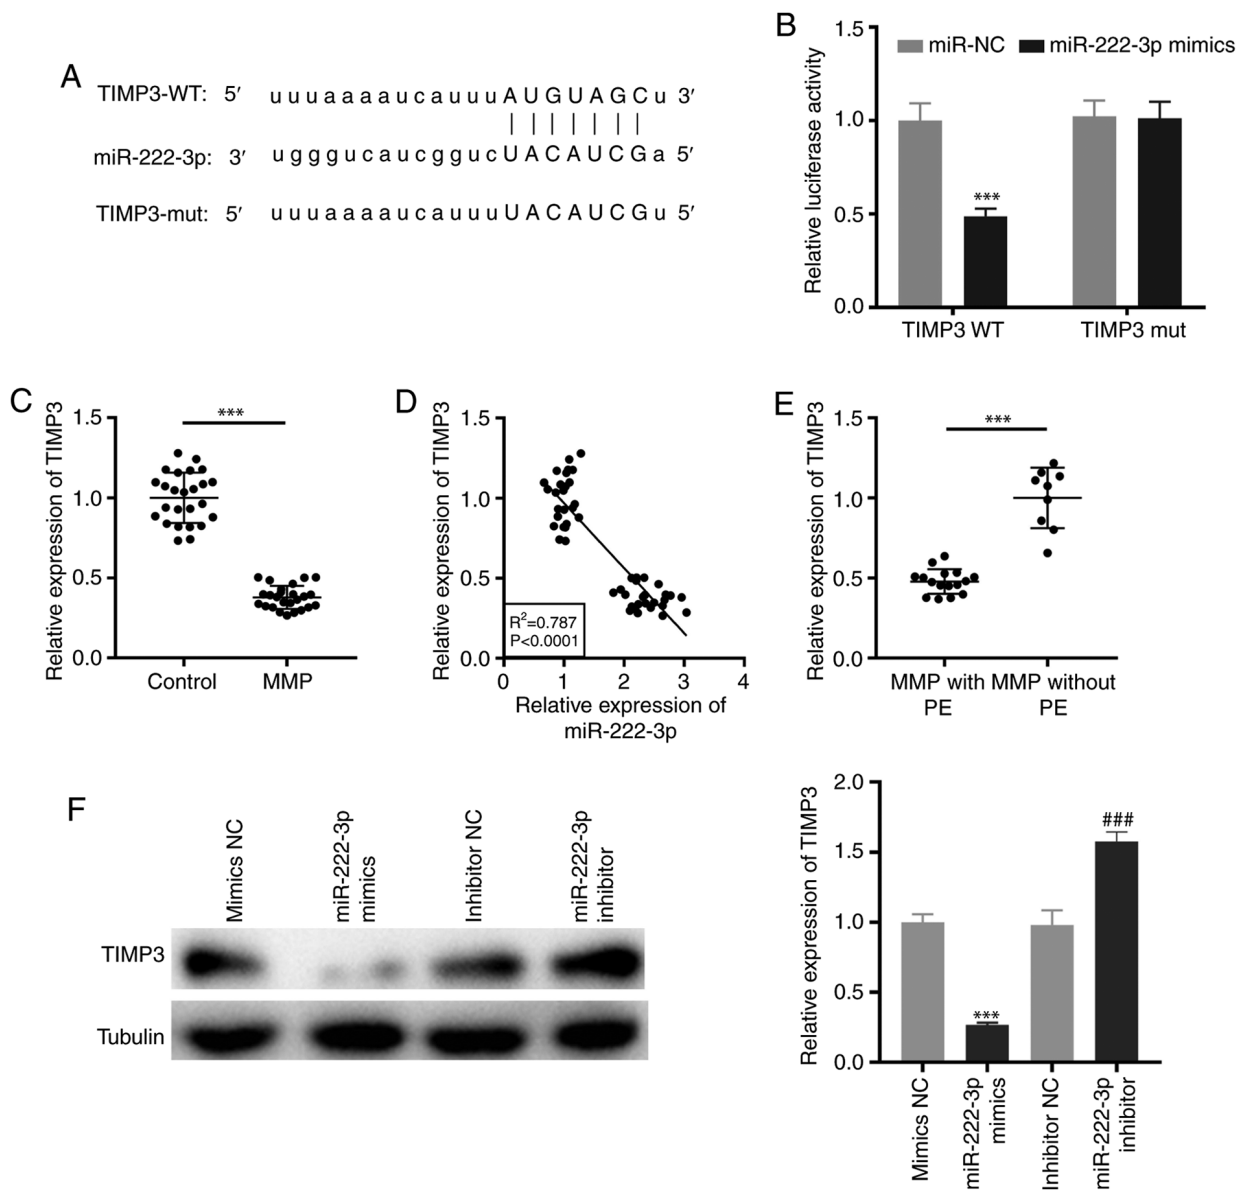 A
TIMP3-WT: 5′ uuuaaaaucauuuAUGUAGCu 3′
miR-222-3p: 3′ ugggucaucggucUACAUCGa 5′
TIMP3-mut: 5′ uuuaaaaucauuuUACAUCGu 5′
B
Relative luciferase activity
1.5
1.0
0.5
0.0
miR-NC miR-222-3p mimics
***
TIMP3 WT TIMP3 mut
C
Relative expression of TIMP3
1.5
1.0
0.5
0.0
***
Control MMP
D
Relative expression of TIMP3
1.5
1.0
0.5
0.0
R²=0.787
P<0.0001
0 1 2 3 4
Relative expression of
miR-222-3p
E
Relative expression of TIMP3
1.5
1.0
0.5
0.0
***
MMP with MMP without
PE PE
F
Mimics NC
miR-222-3p
mimics
Inhibitor NC
miR-222-3p
inhibitor
TIMP3
Tubulin
Relative expression of TIMP3
2.0
1.5
1.0
0.5
0.0
***
###
Mimics NC
miR-222-3p
mimics
Inhibitor NC
miR-222-3p
inhibitor